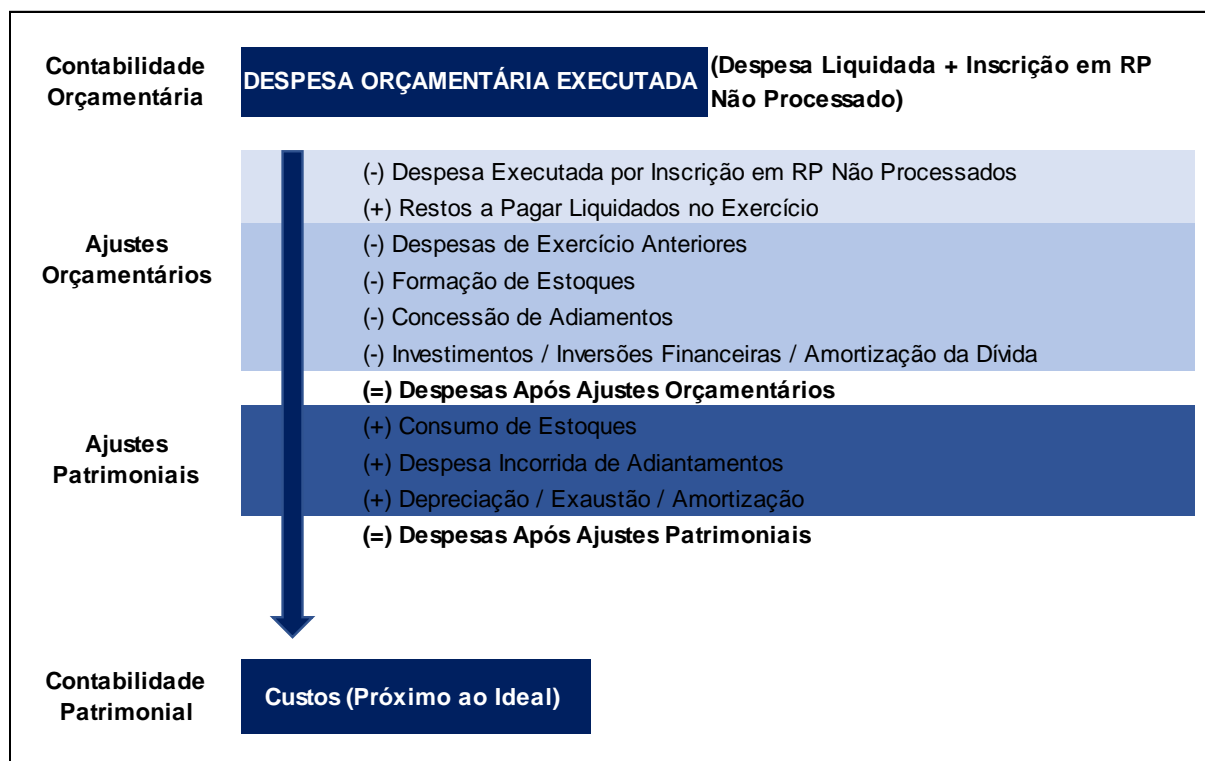 Contabilidade
Orçamentária
DESPESA ORÇAMENTÁRIA EXECUTADA
(Despesa Liquidada + Inscrição em RP
Não Processado)
Ajustes
Orçamentários
(-) Despesa Executada por Inscrição em RP Não Processados
(+) Restos a Pagar Liquidados no Exercício
(-) Despesas de Exercício Anteriores
(-) Formação de Estoques
(-) Concessão de Adiamentos
(-) Investimentos / Inversões Financeiras / Amortização da Dívida
(=) Despesas Após Ajustes Orçamentários
Ajustes
Patrimoniais
(+) Consumo de Estoques
(+) Despesa Incorrida de Adiantamentos
(+) Depreciação / Exaustão / Amortização
(=) Despesas Após Ajustes Patrimoniais
Contabilidade
Patrimonial
Custos (Próximo ao Ideal)